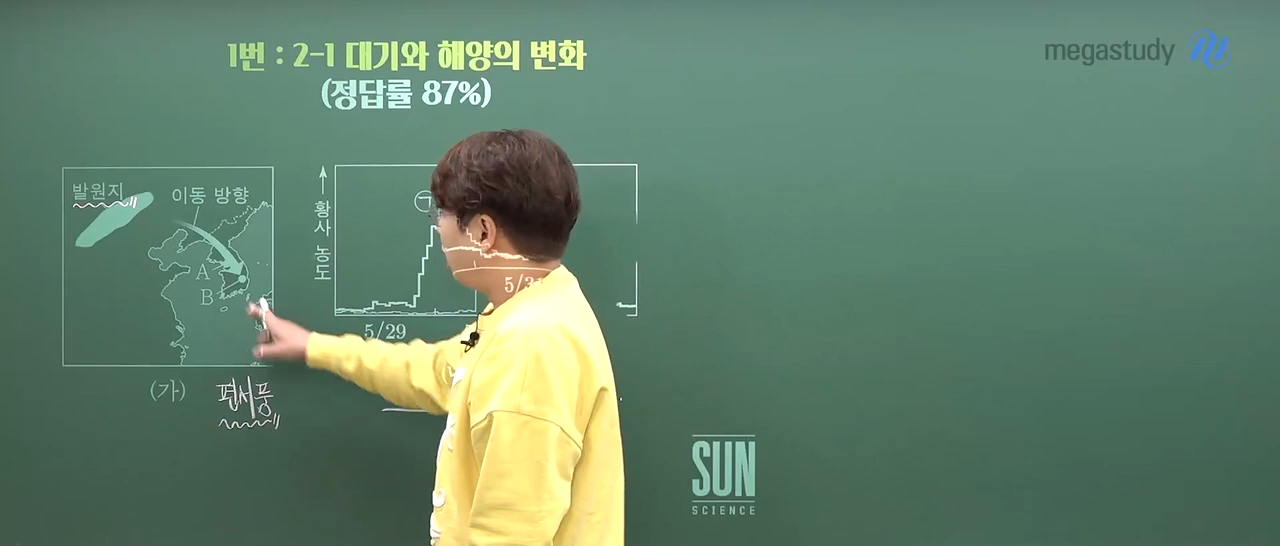 1번 : 2-1 대기와 해양의 변화
(정답률 87%)
megastudy
발원지
이동 방향
A
B
(가)
편서풍
황사 농도
㉠
5/29
5/31
SUN
SCIENCE